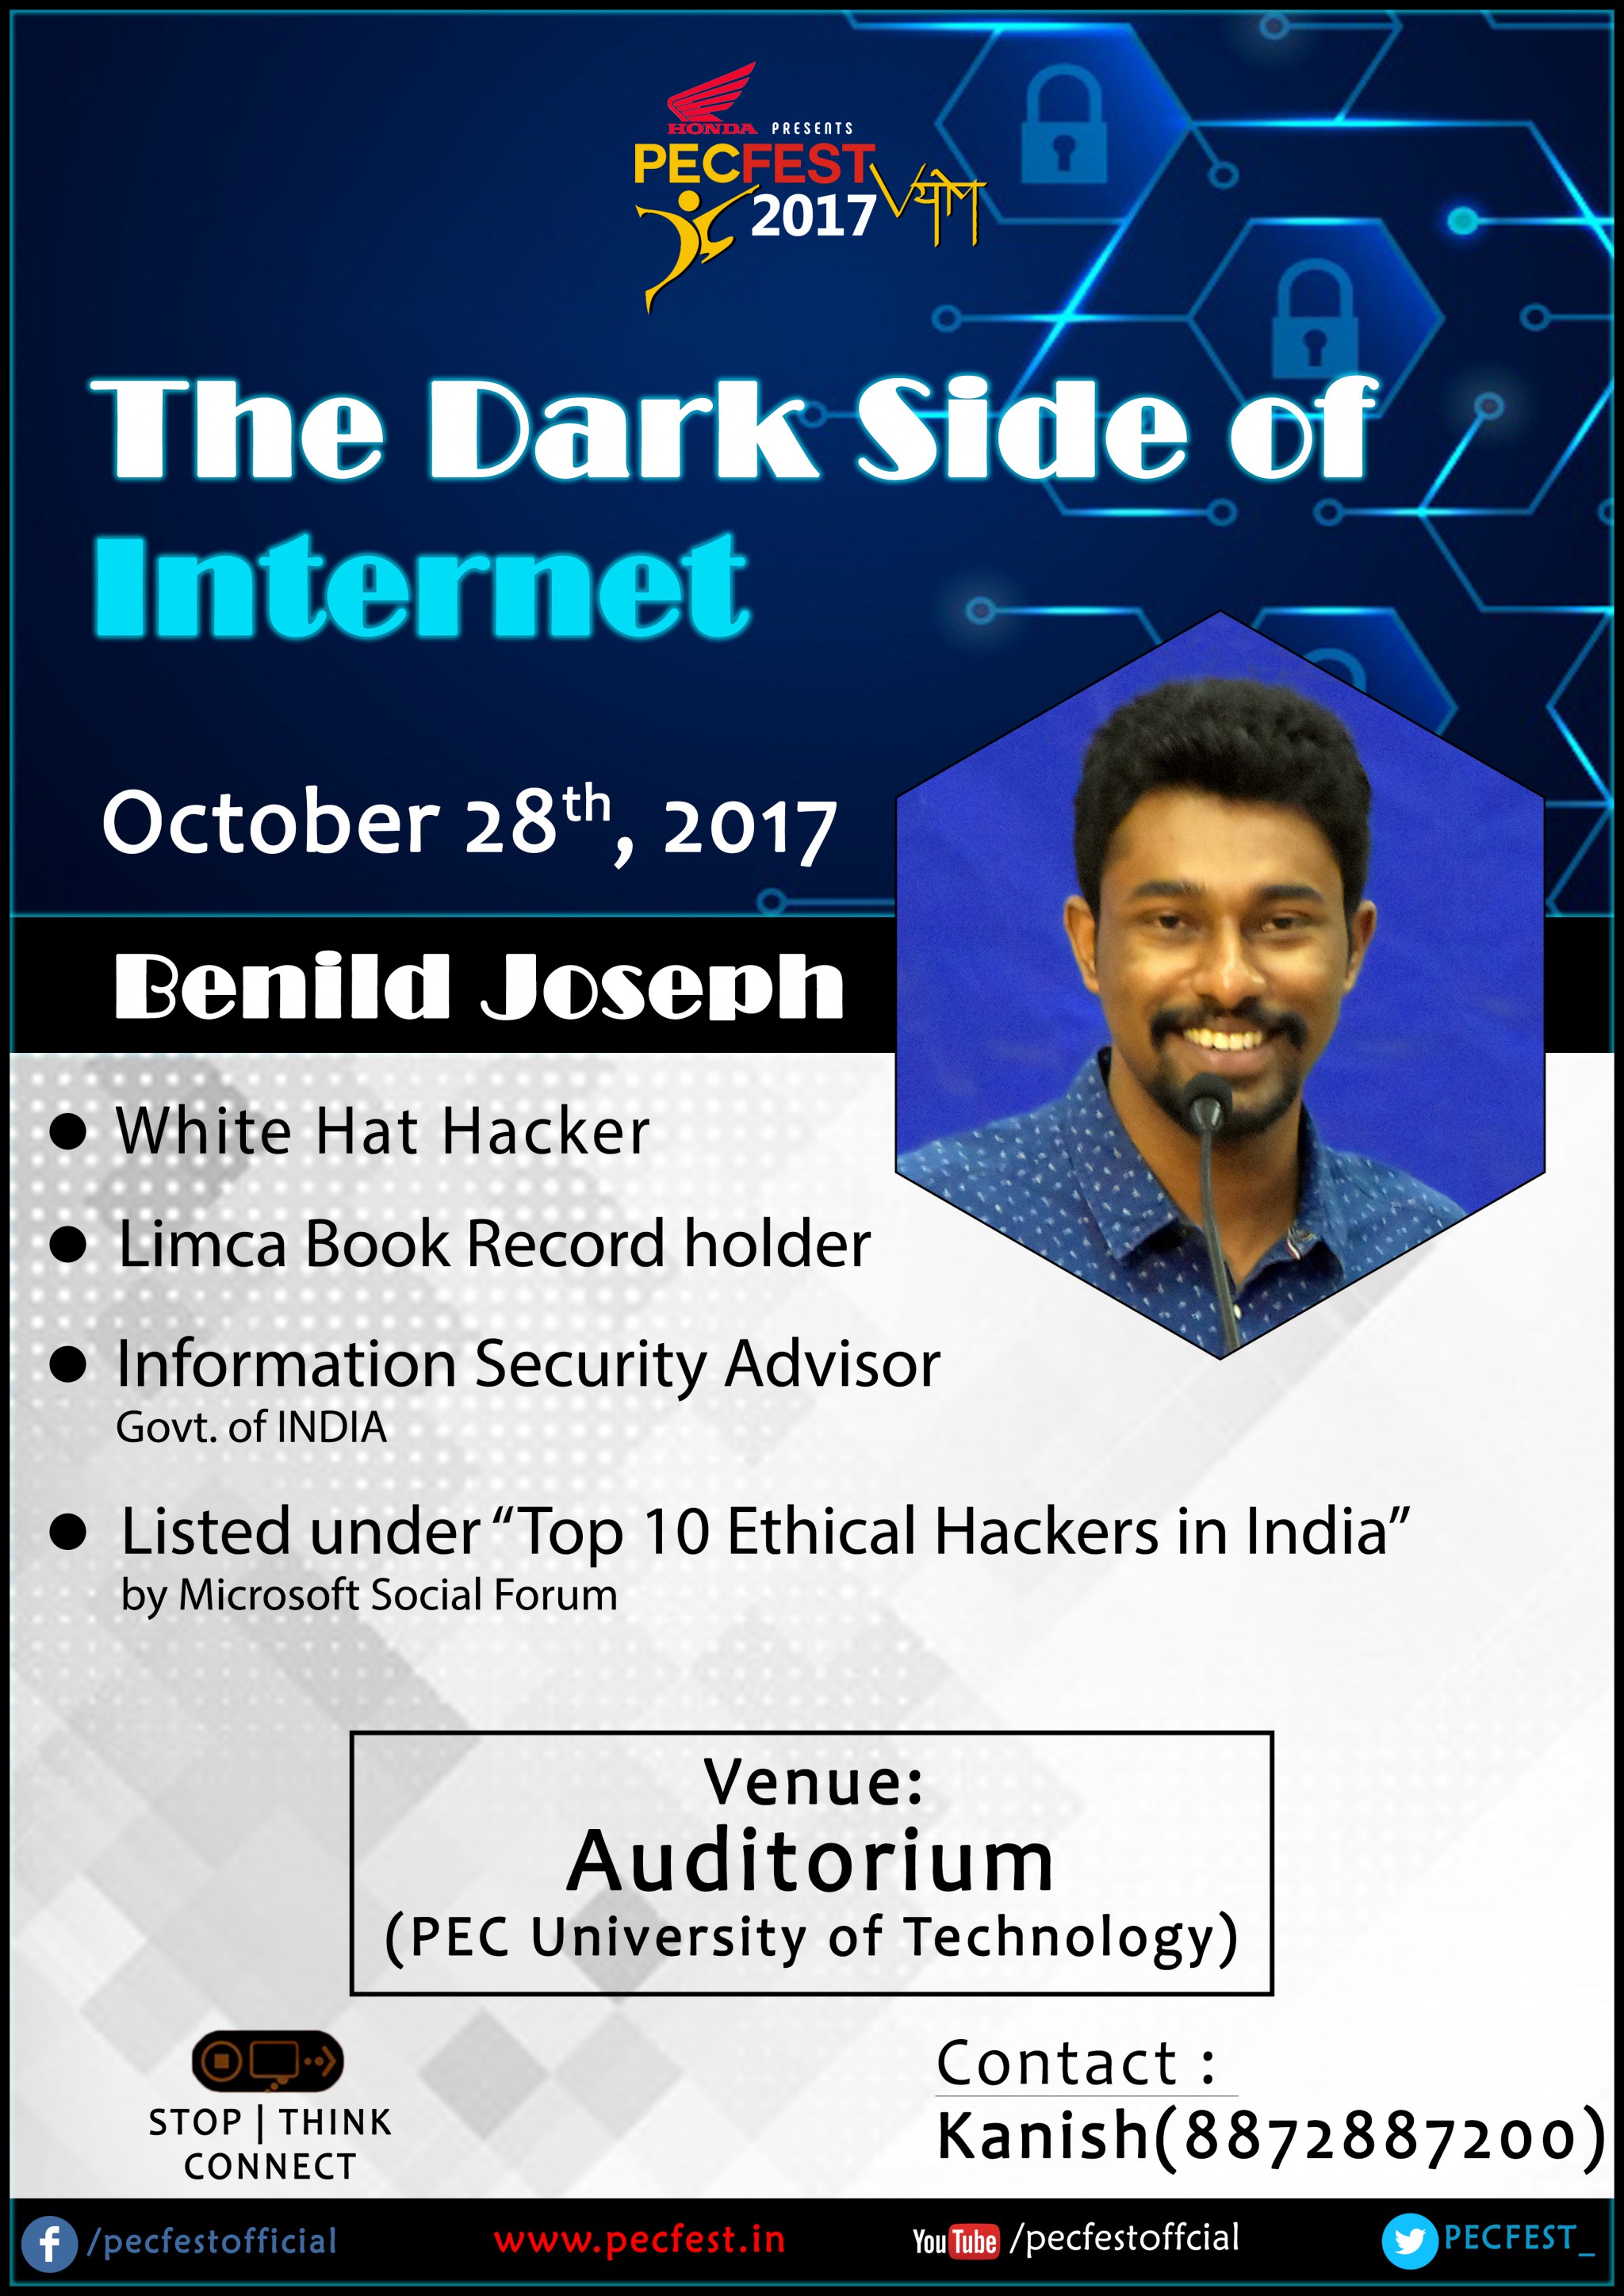 HONDA PRESENTS
PECFEST
2017 व्योम
The Dark Side of
Internet
October 28th, 2017
Benild Joseph
● White Hat Hacker
● Limca Book Record holder
● Information Security Advisor
Govt. of INDIA
● Listed under “Top 10 Ethical Hackers in India”
by Microsoft Social Forum
Venue:
Auditorium
(PEC University of Technology)
STOP | THINK
CONNECT
Contact :
Kanish(8872887200)
/pecfestofficial
www.pecfest.in
YouTube /pecfestoffcial
PECFEST_